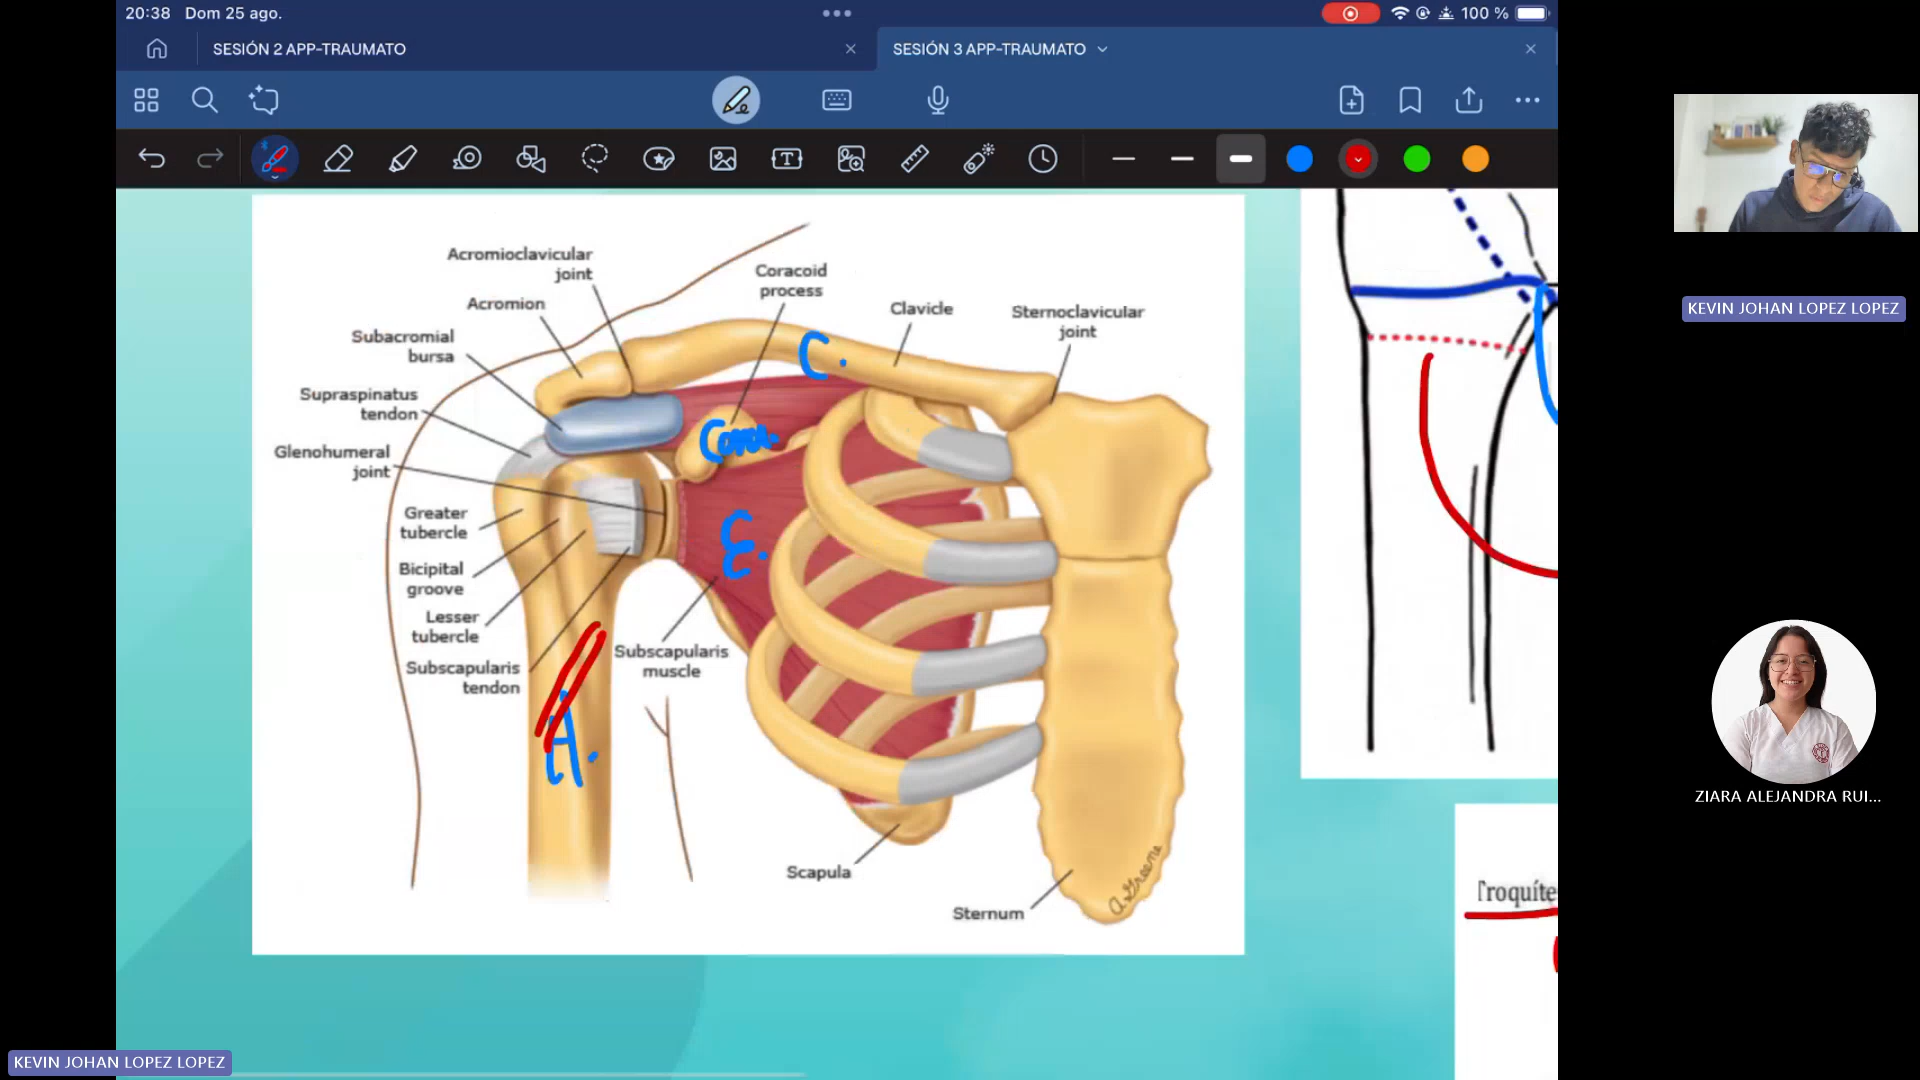 20:38 Dom 25 ago. 100 %
SESIÓN 2 APP-TRAUMATO
SESIÓN 3 APP-TRAUMATO
Acromioclavicular
joint
Acromion
Coracoid
process
Clavicle
Sternoclavicular
joint
Subacromial
bursa
Supraspinatus
tendon
Glenohumeral
joint
Greater
tubercle
Bicipital
groove
Lesser
tubercle
Subscapularis
tendon
Subscapularis
muscle
Scapula
Sternum
C.
E.
A.Greene
KEVIN JOHAN LOPEZ LOPEZ
ZIARA ALEJANDRA RUI...
KEVIN JOHAN LOPEZ LOPEZ